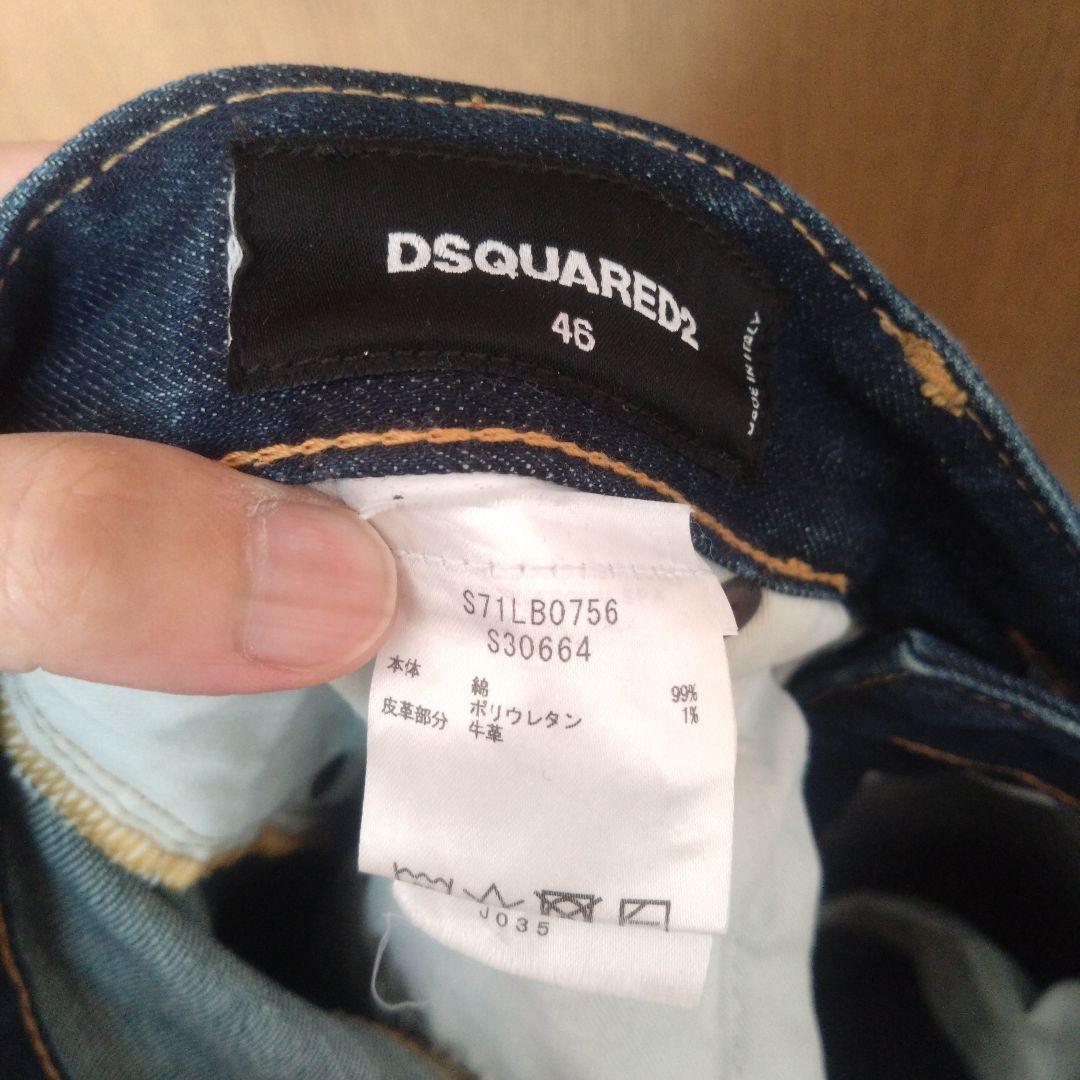 DSQUARED2
46
MADE IN ITALY
S71LB0756
S30664
本体 綿 99%
ポリウレタン 1%
皮革部分 牛革
J035